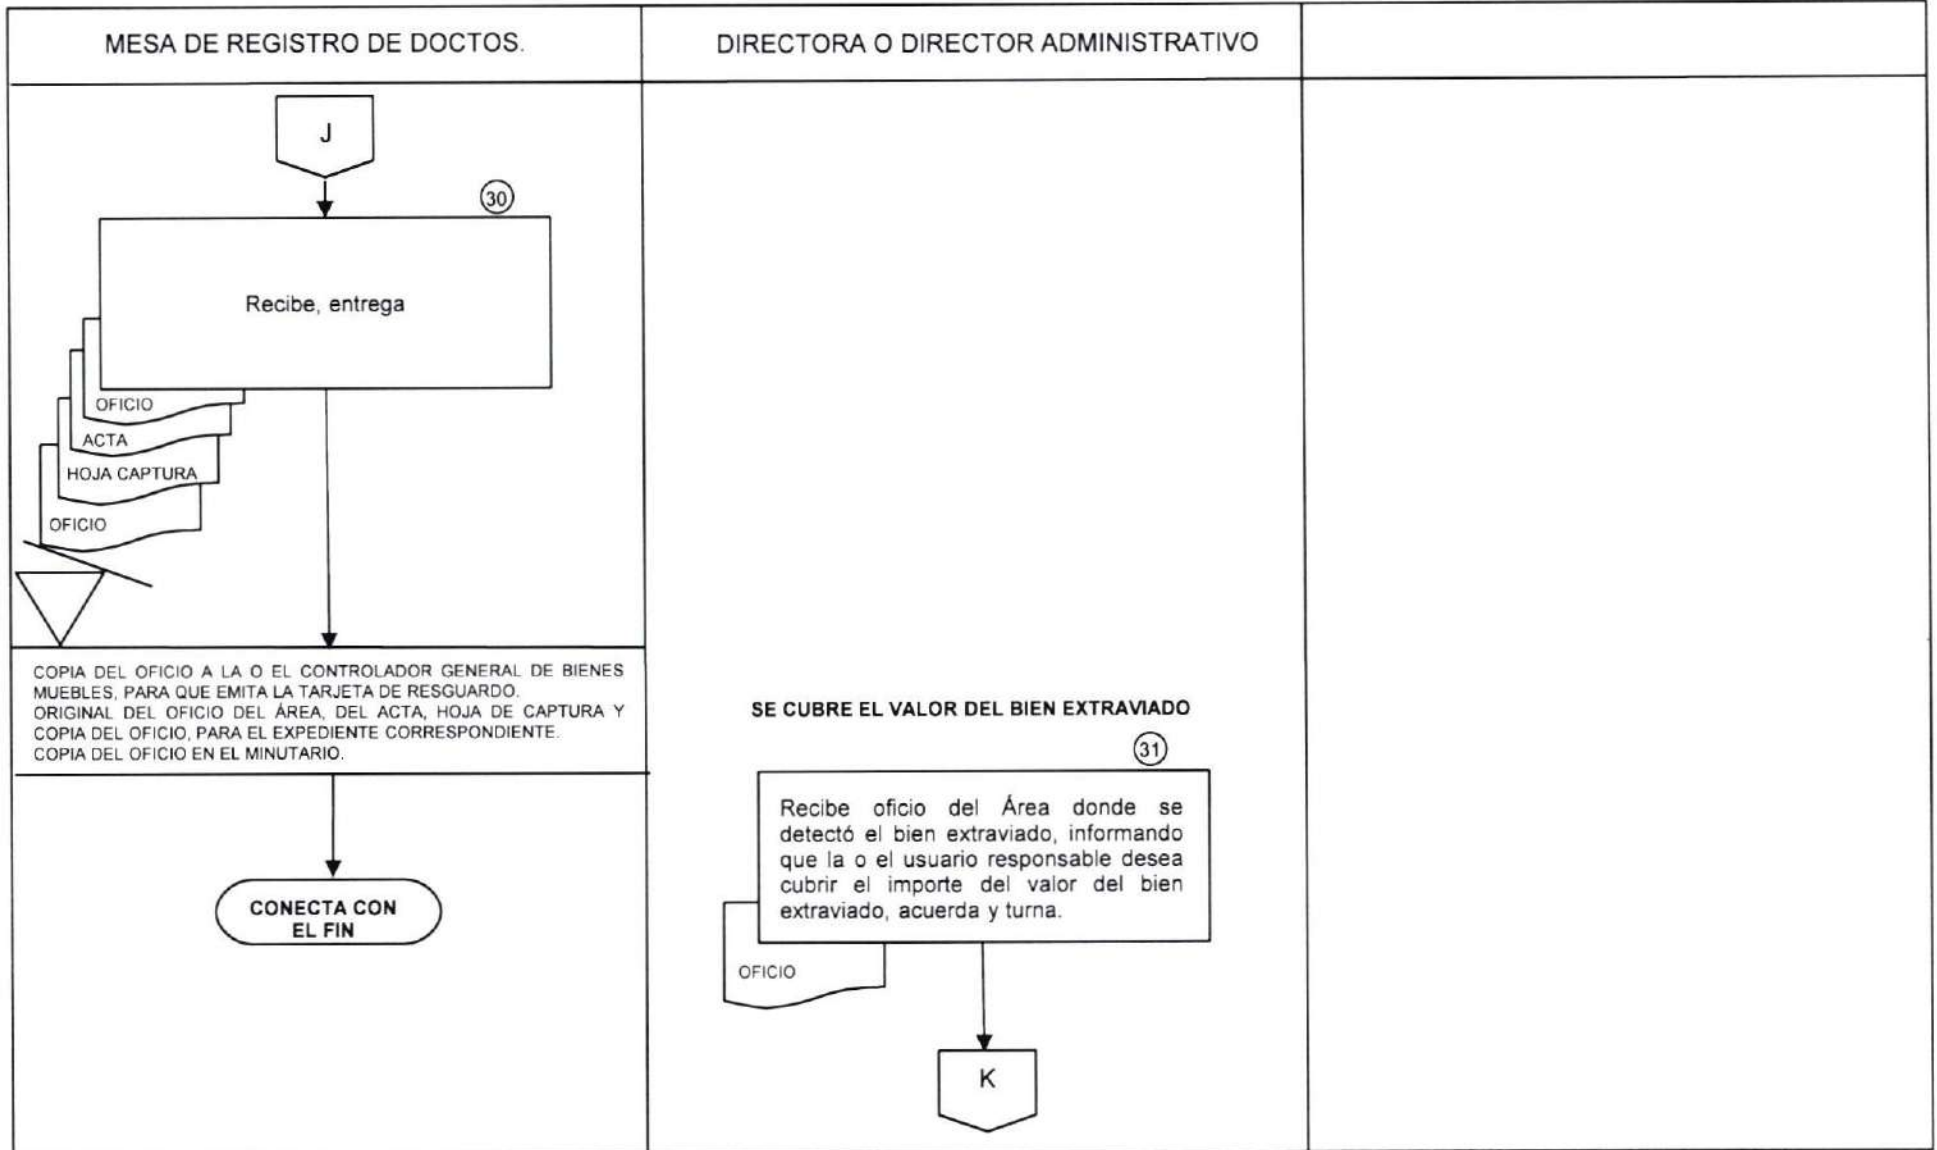 MESA DE REGISTRO DE DOCTOS.
DIRECTORA O DIRECTOR ADMINISTRATIVO
J
30
Recibe, entrega
OFICIO
ACTA
HOJA CAPTURA
OFICIO
COPIA DEL OFICIO A LA O EL CONTROLADOR GENERAL DE BIENES
MUEBLES, PARA QUE EMITA LA TARJETA DE RESGUARDO.
ORIGINAL DEL OFICIO DEL ÁREA, DEL ACTA, HOJA DE CAPTURA Y
COPIA DEL OFICIO, PARA EL EXPEDIENTE CORRESPONDIENTE.
COPIA DEL OFICIO EN EL MINUTARIO.
CONECTA CON
EL FIN
SE CUBRE EL VALOR DEL BIEN EXTRAVIADO
31
Recibe oficio del Área donde se
detectó el bien extraviado, informando
que la o el usuario responsable desea
cubrir el importe del valor del bien
extraviado, acuerda y turna.
OFICIO
K